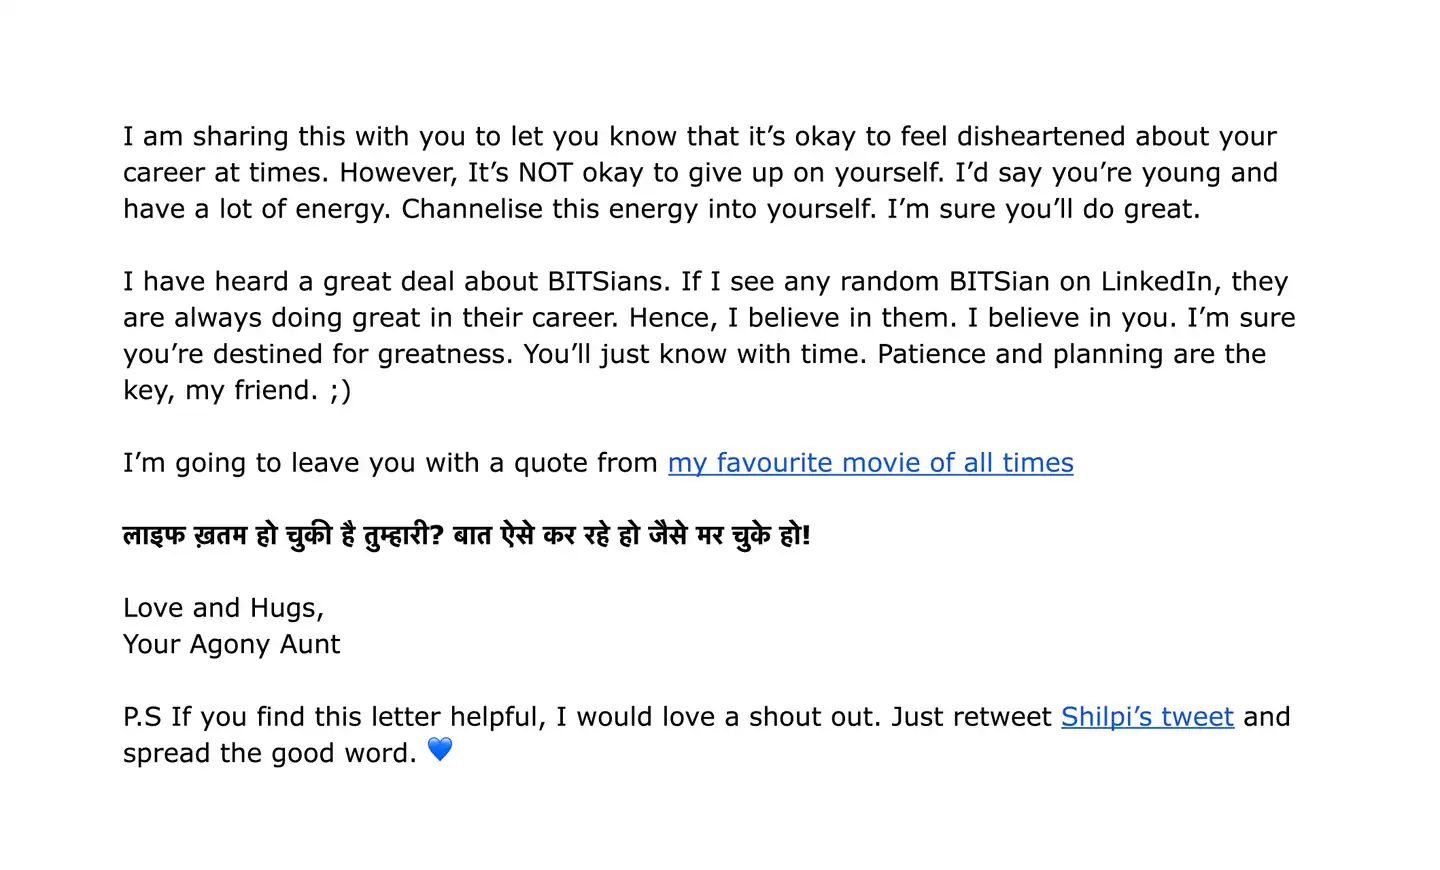 I am sharing this with you to let you know that it’s okay to feel disheartened about your
career at times. However, It’s NOT okay to give up on yourself. I’d say you’re young and
have a lot of energy. Channelise this energy into yourself. I’m sure you’ll do great.
I have heard a great deal about BITSians. If I see any random BITSian on LinkedIn, they
are always doing great in their career. Hence, I believe in them. I believe in you. I’m sure
you’re destined for greatness. You’ll just know with time. Patience and planning are the
key, my friend. ;)
I’m going to leave you with a quote from my favourite movie of all times
लाइफ ख़तम हो चुकी है तुम्हारी? बात ऐसे कर रहे हो जैसे मर चुके हो!
Love and Hugs,
Your Agony Aunt
P.S If you find this letter helpful, I would love a shout out. Just retweet Shilpi’s tweet and
spread the good word. 💙